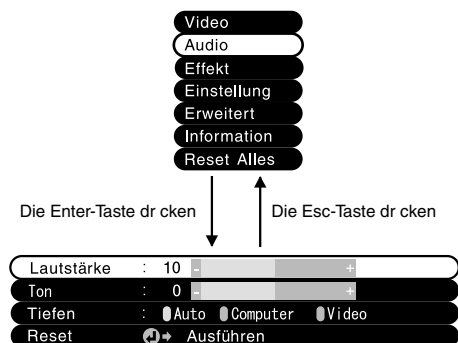 Video
Audio
Effekt
Einstellung
Erweitert
Information
Reset Alles
Die Enter-Taste dr cken
Die Esc-Taste dr cken
Lautstärke : 10 - +
Ton : 0 - +
Tiefen : Auto Computer Video
Reset Ausführen